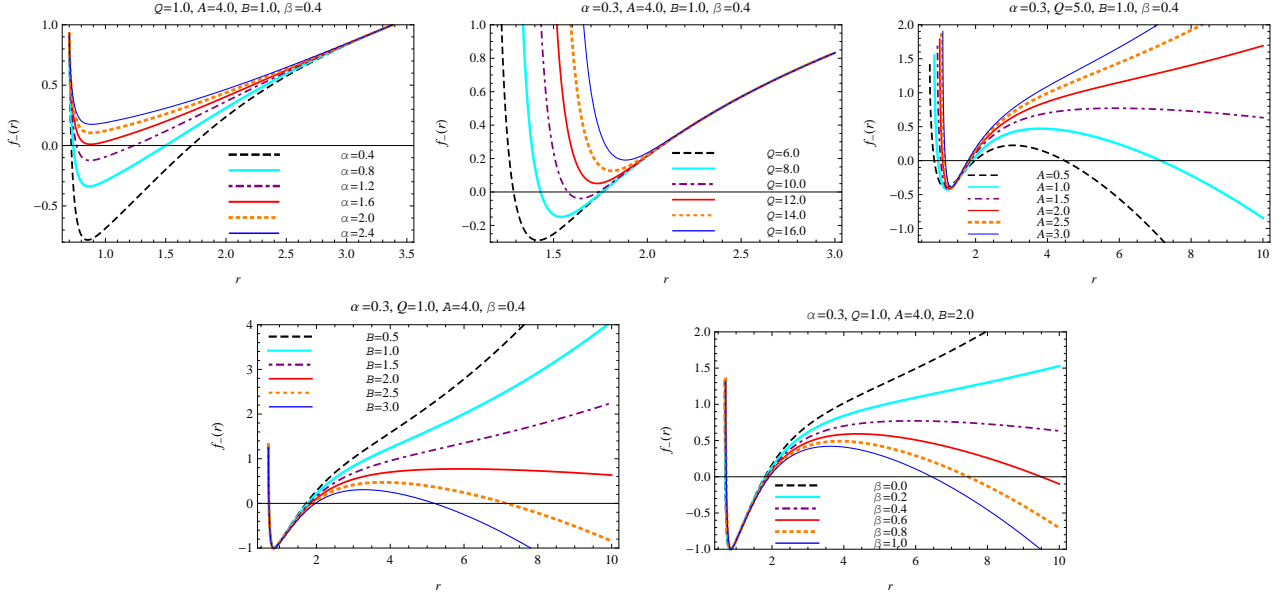 Q=1.0, A=4.0, B=1.0, β=0.4
f₋(r)
1.0
0.5
0.0
−0.5
α=0.4
α=0.8
α=1.2
α=1.6
α=2.0
α=2.4
1.0 1.5 2.0 2.5 3.0 3.5
r
α=0.3, A=4.0, B=1.0, β=0.4
f₋(r)
1.0
0.8
0.6
0.4
0.2
0.0
−0.2
Q=6.0
Q=8.0
Q=10.0
Q=12.0
Q=14.0
Q=16.0
1.0 1.5 2.0 2.5 3.0
r
α=0.3, Q=5.0, B=1.0, β=0.4
f₋(r)
2.0
1.5
1.0
0.5
0.0
−0.5
−1.0
A=0.5
A=1.0
A=1.5
A=2.0
A=2.5
A=3.0
2 4 6 8 10
r
α=0.3, Q=1.0, A=4.0, β=0.4
f₋(r)
4
3
2
1
0
−1
B=0.5
B=1.0
B=1.5
B=2.0
B=2.5
B=3.0
2 4 6 8 10
r
α=0.3, Q=1.0, A=4.0, B=2.0
f₋(r)
2.0
1.5
1.0
0.5
0.0
−0.5
−1.0
β=0.0
β=0.2
β=0.4
β=0.6
β=0.8
β=1.0
2 4 6 8 10
r